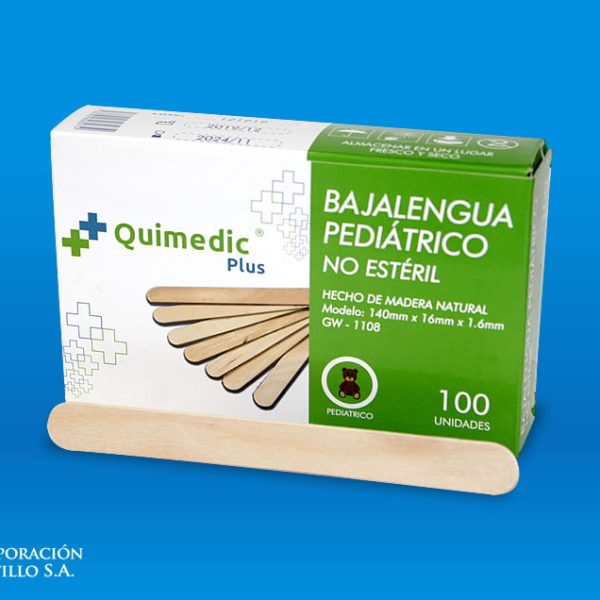 2019/12
2024/11
ALMACENAR EN UN LUGAR
FRESCO Y SECO
Quimedic®
Plus
BAJALENGUA
PEDIÁTRICO
NO ESTÉRIL
HECHO DE MADERA NATURAL
Modelo: 140mm x 16mm x 1.6mm
GW - 1108
PEDIATRICO
100
UNIDADES
PORACIÓN
TILLO S.A.